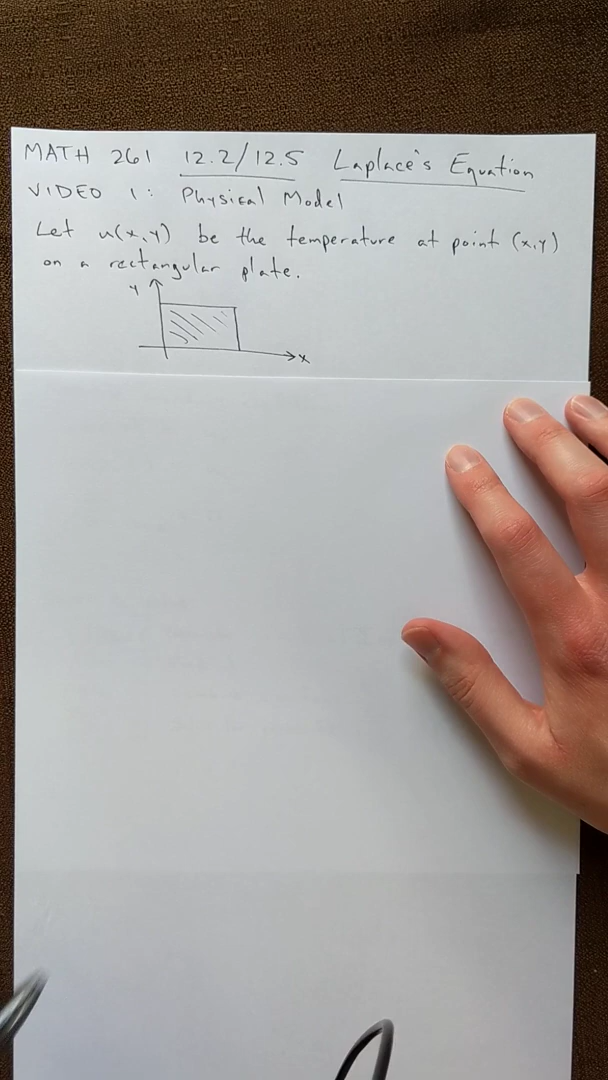 MATH 261 12.2/12.5 Laplace's Equation
VIDEO 1: Physical Model
Let u(x,y) be the temperature at point (x,y)
on a rectangular plate.
y
x